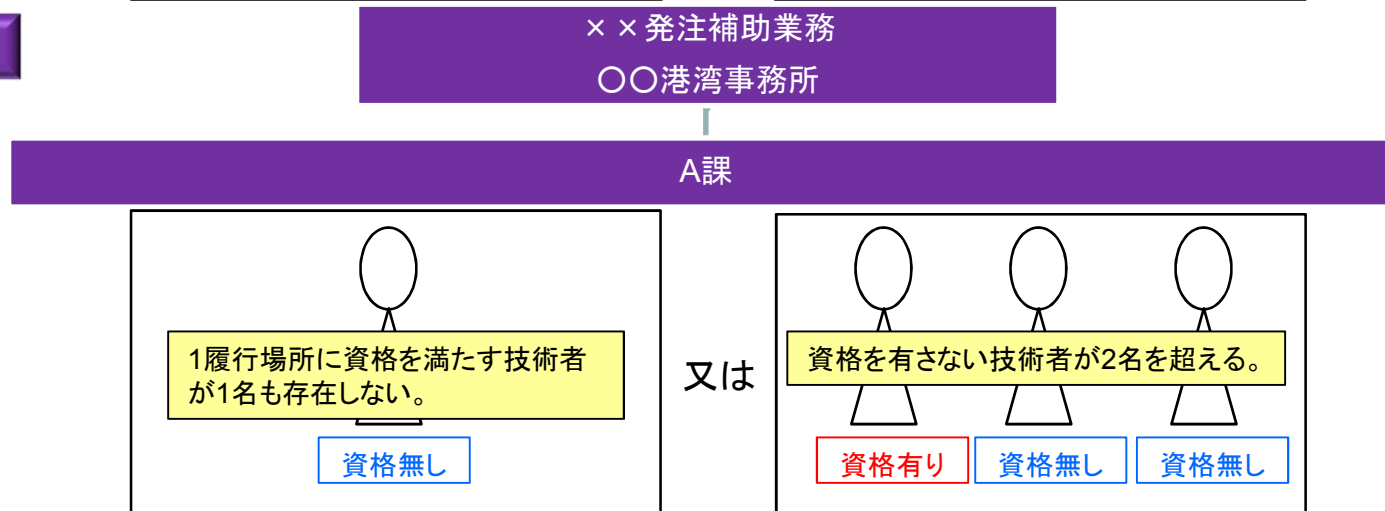 ××発注補助業務
〇〇港湾事務所
A課
1履行場所に資格を満たす技術者
が1名も存在しない。
資格無し
又は
資格を有さない技術者が2名を超える。
資格有り
資格無し
資格無し